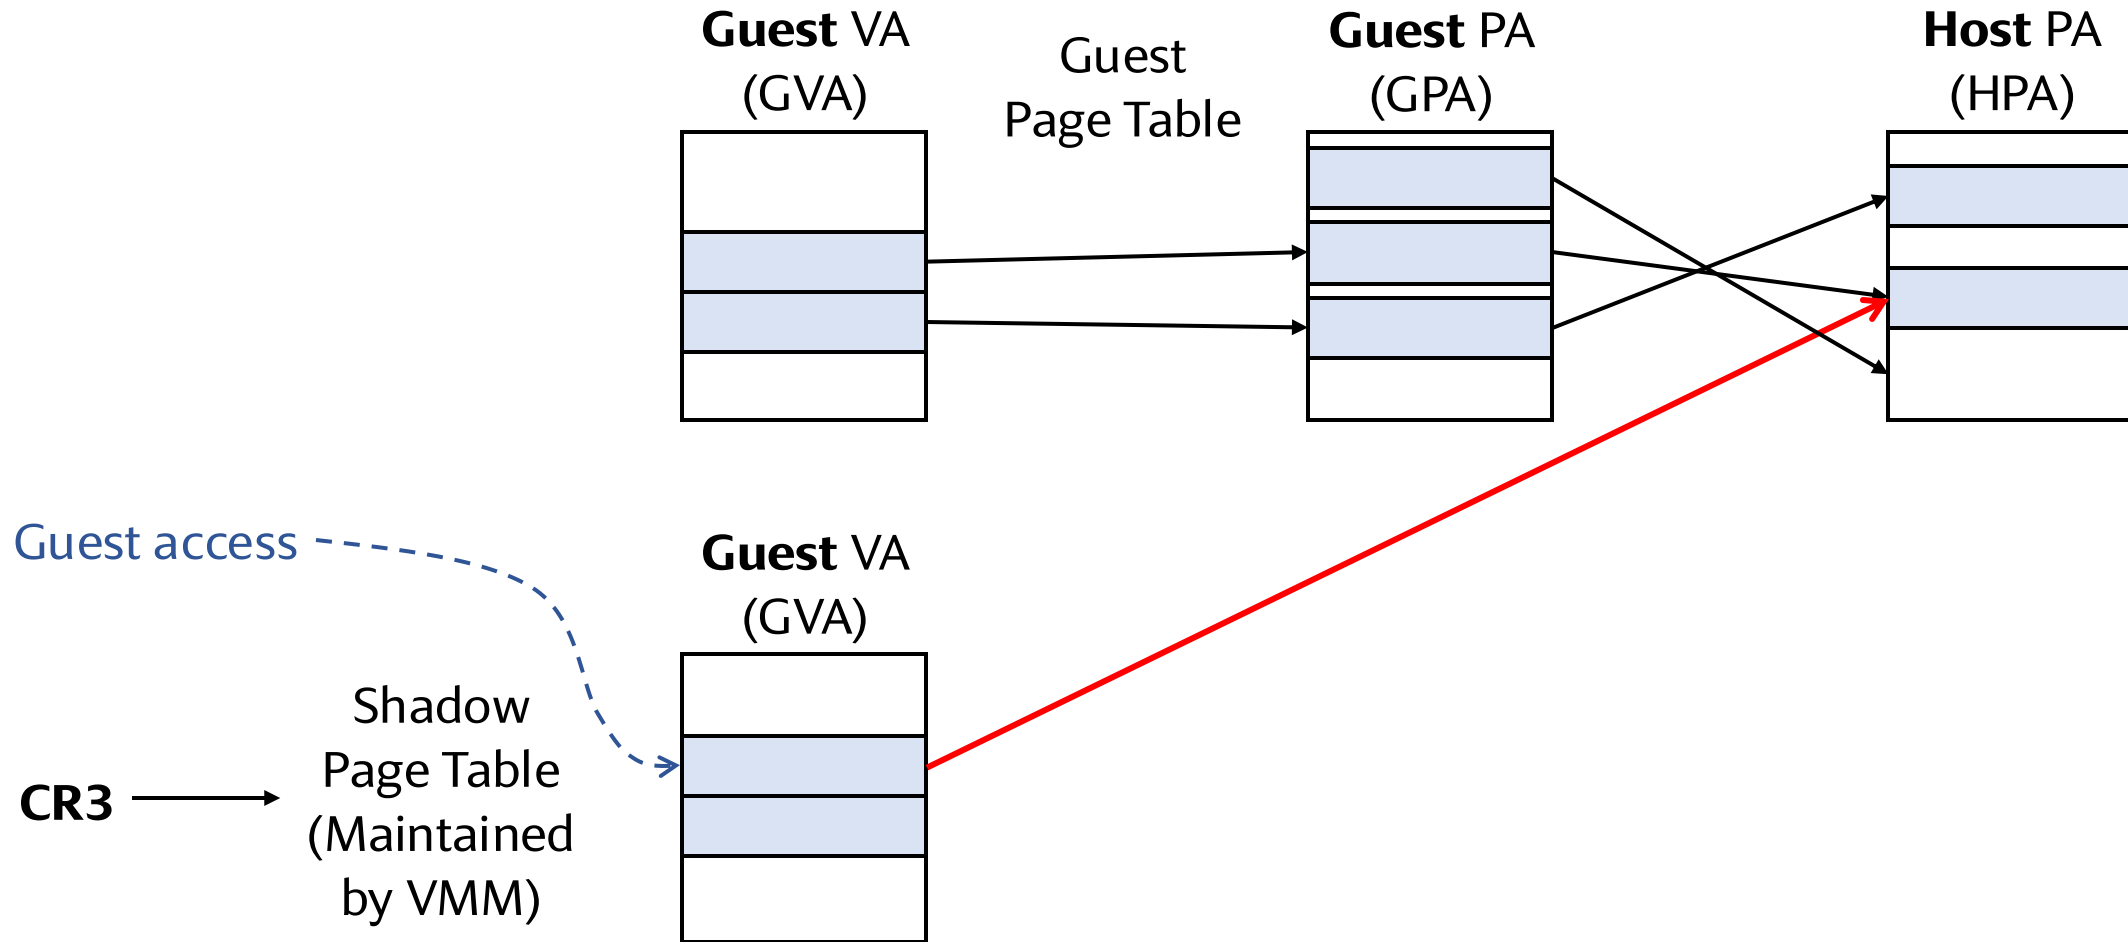 Guest VA
(GVA)
Guest
Page Table
Guest PA
(GPA)
Host PA
(HPA)
Guest access
Guest VA
(GVA)
CR3
Shadow
Page Table
(Maintained
by VMM)